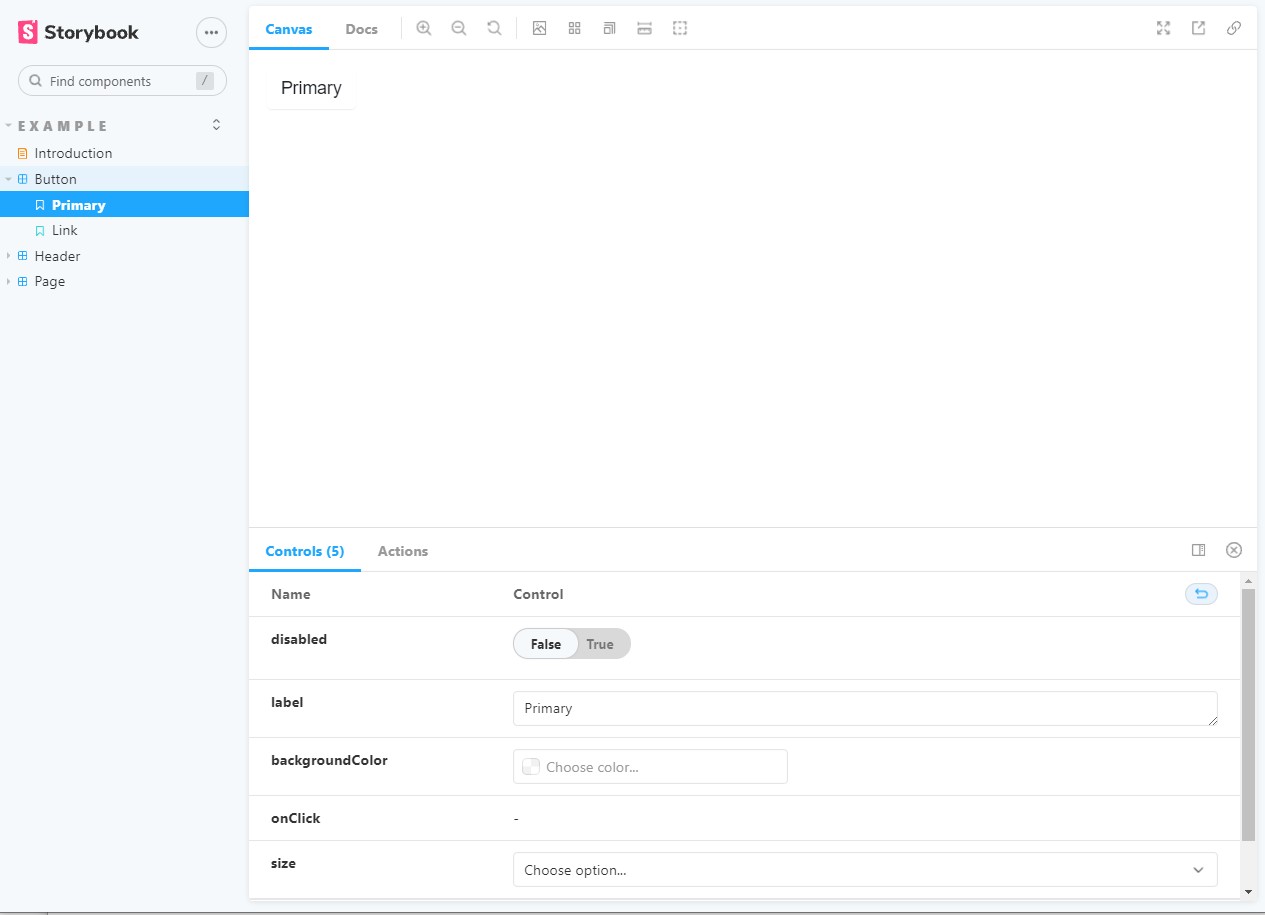 Storybook
Canvas Docs
Find components /
Primary
EXAMPLE
Introduction
Button
Primary
Link
Header
Page
Controls (5) Actions
Name Control
disabled False True
label Primary
backgroundColor Choose color...
onClick -
size Choose option...